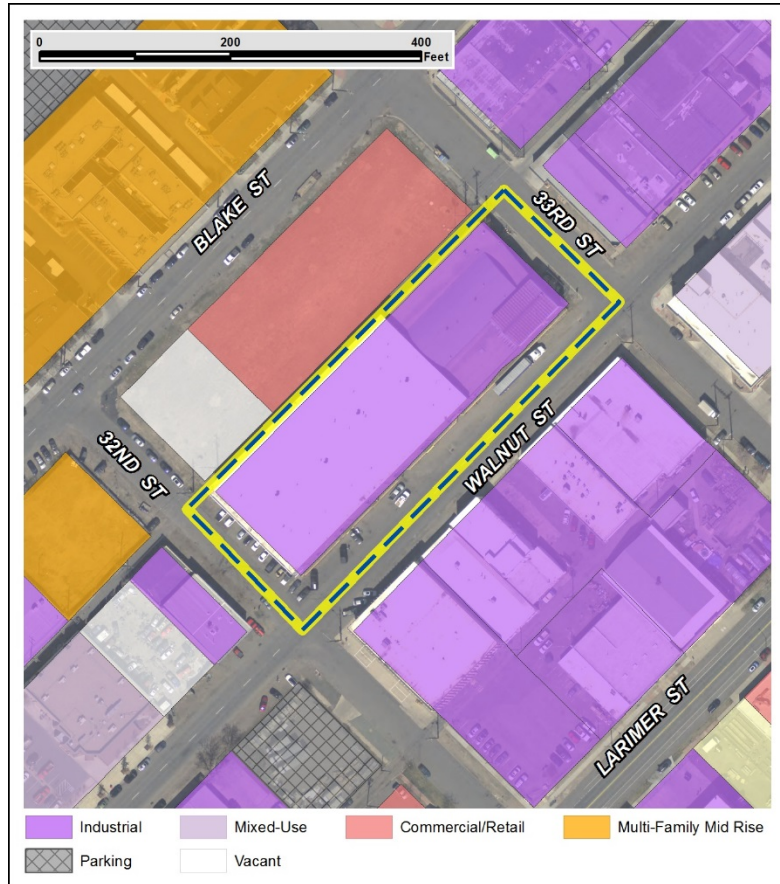 0 200 400
Feet
BLAKE ST
33RD ST
32ND ST
WALNUT ST
LARIMER ST
Industrial Mixed-Use Commercial/Retail Multi-Family Mid Rise
Parking Vacant